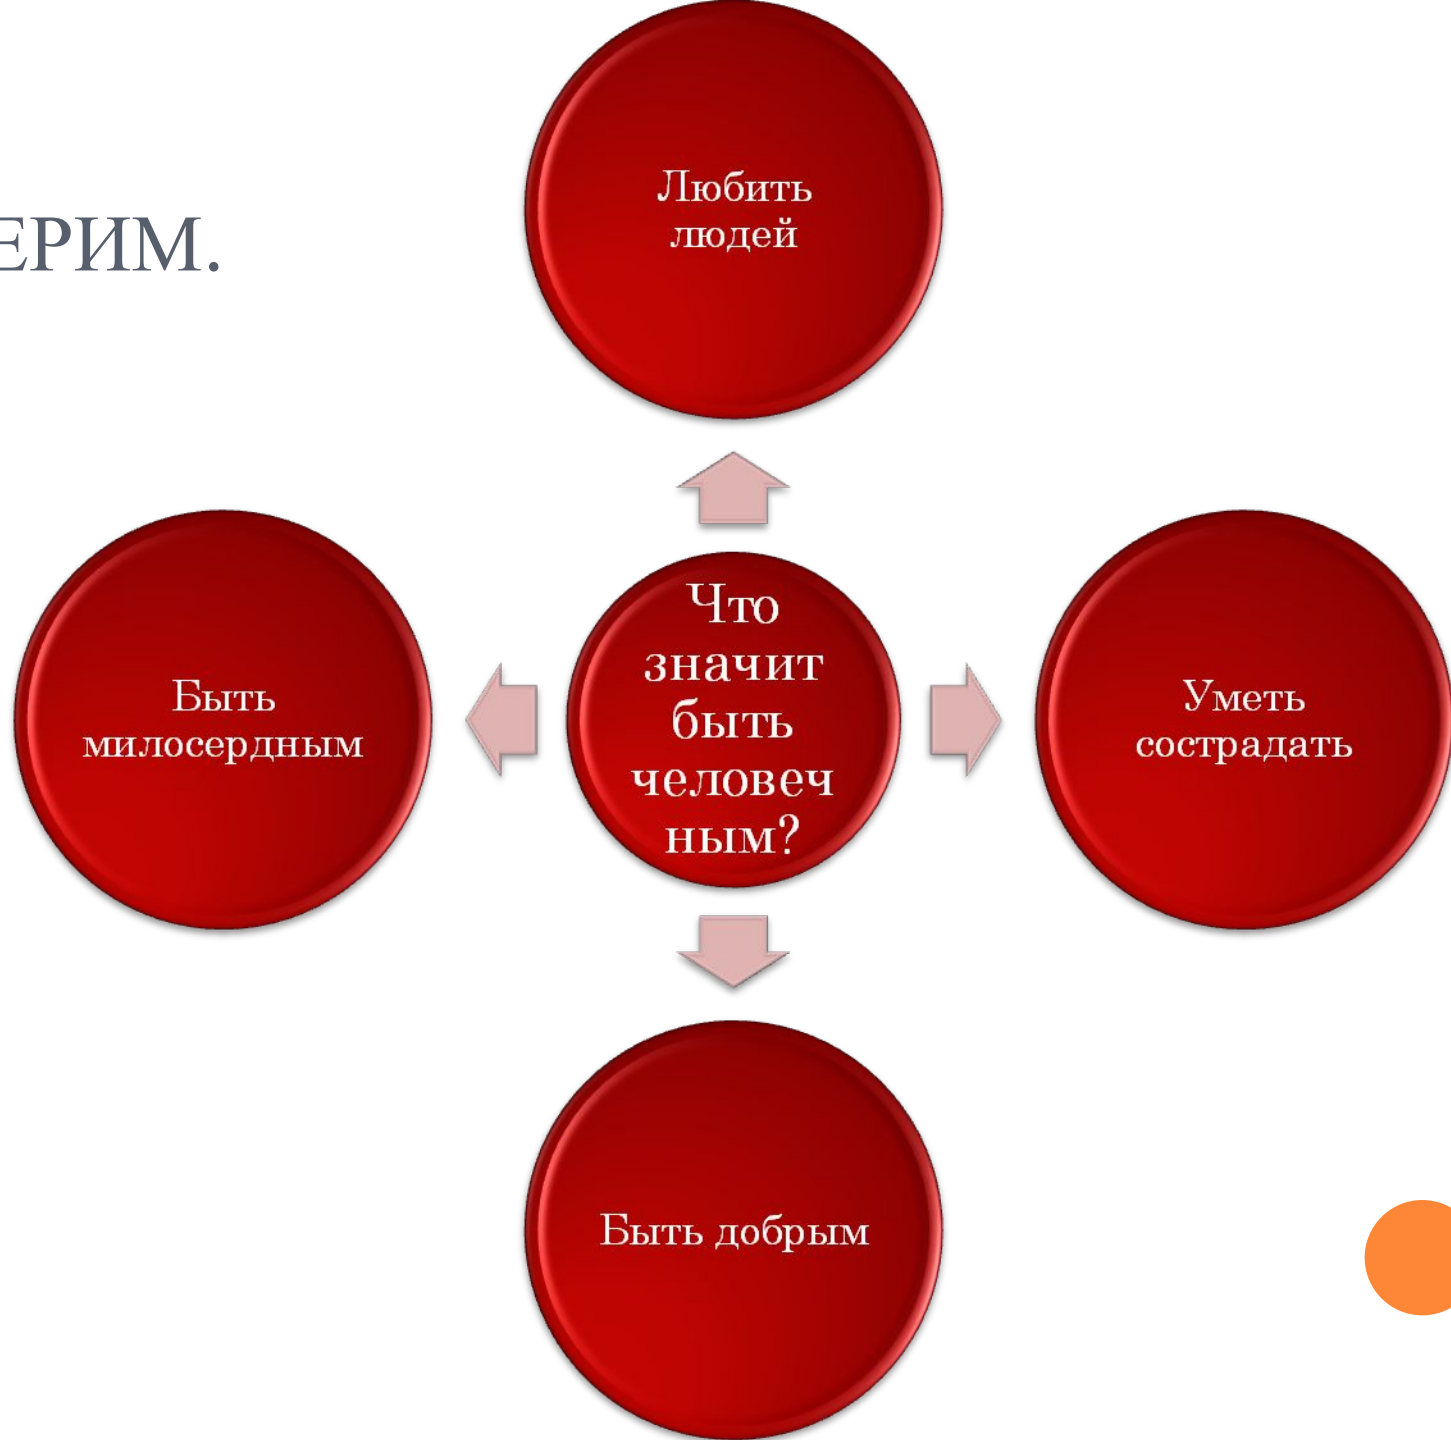 Любить
людей
ЕРИМ.
Быть
милосердным
Что
значит
быть
человеч
ным?
Уметь
сострадать
Быть добрым